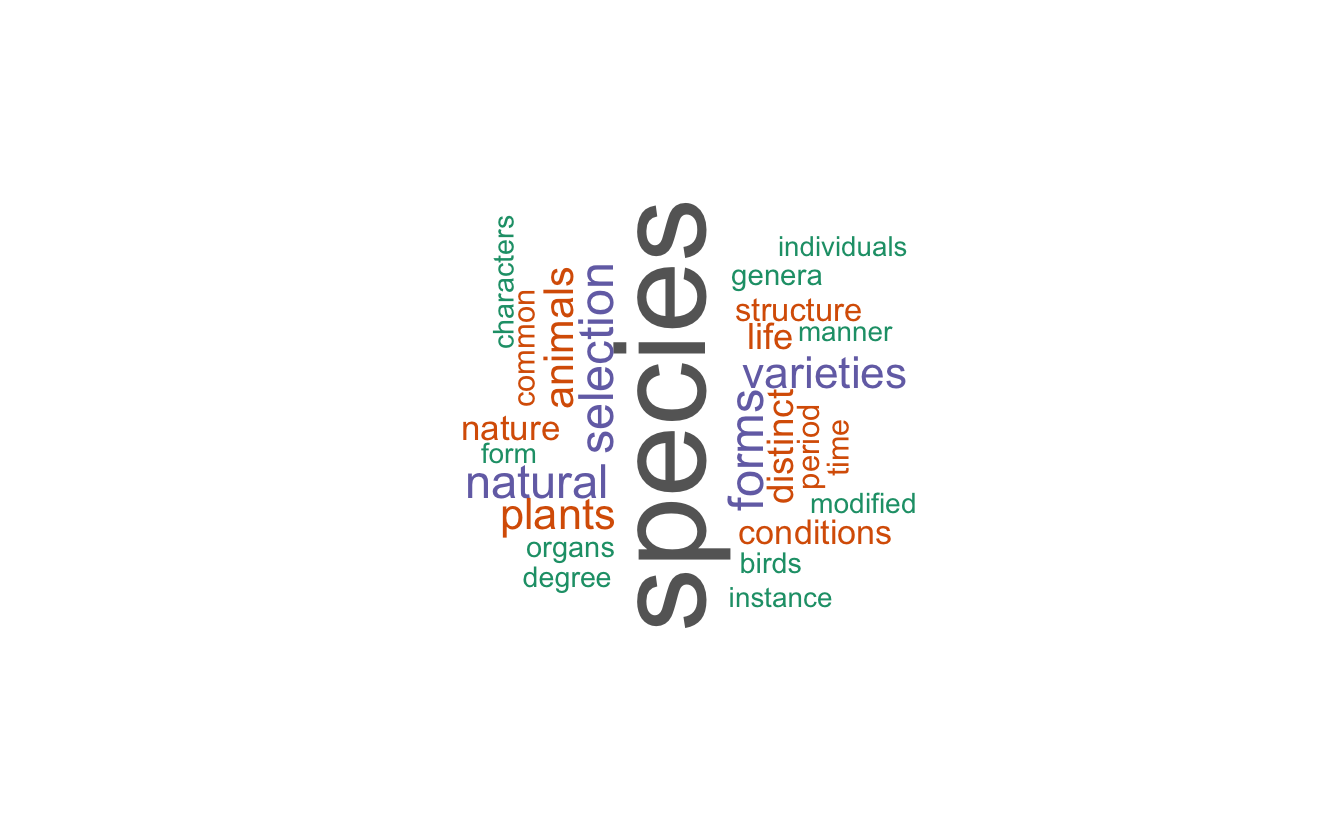 species
characters
common
animals
selection
nature
form
natural
plants
organs
degree
individuals
genera
structure
life
manner
varieties
forms
distinct
period
time
modified
conditions
birds
instance